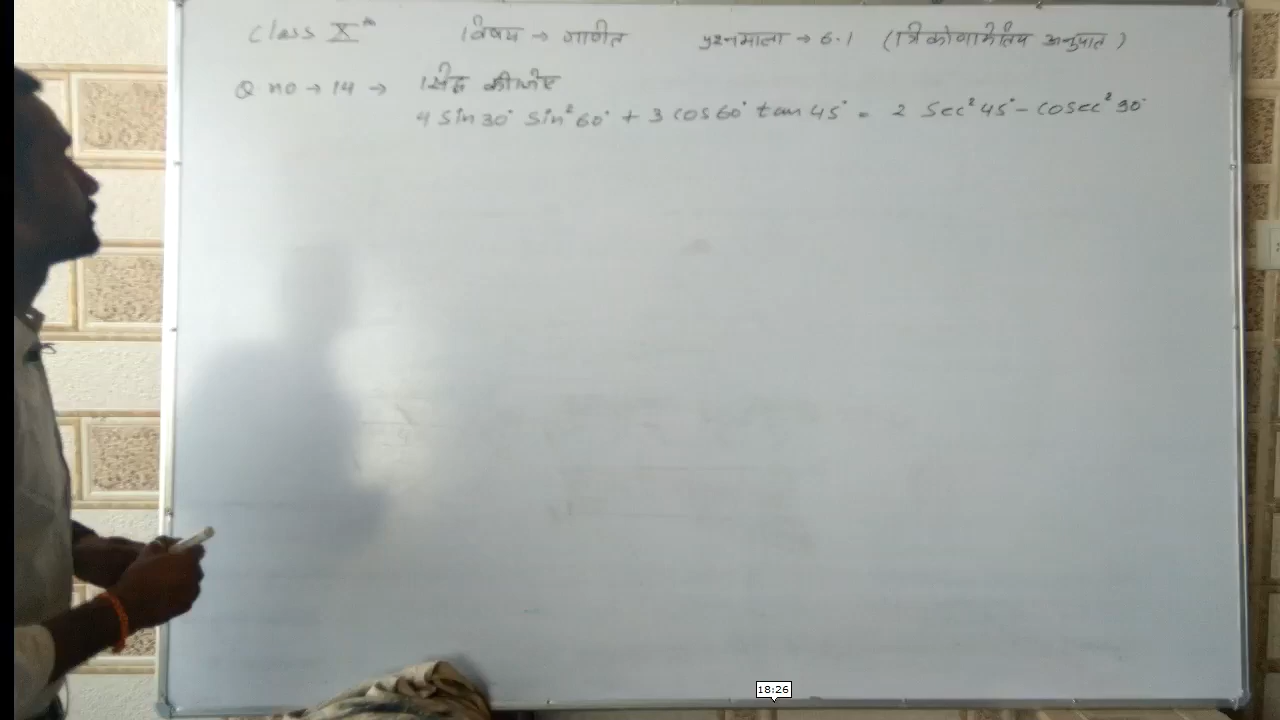 Class Xth विषय → गणित प्रश्नमाला → 6.1 (त्रिकोणामितिय अनुपात)
Q no → 14 → सिद्ध कीजिए
4 Sin 30° Sin² 60° + 3 cos 60° tan 45° = 2 Sec² 45° - Cosec² 30°
18:26